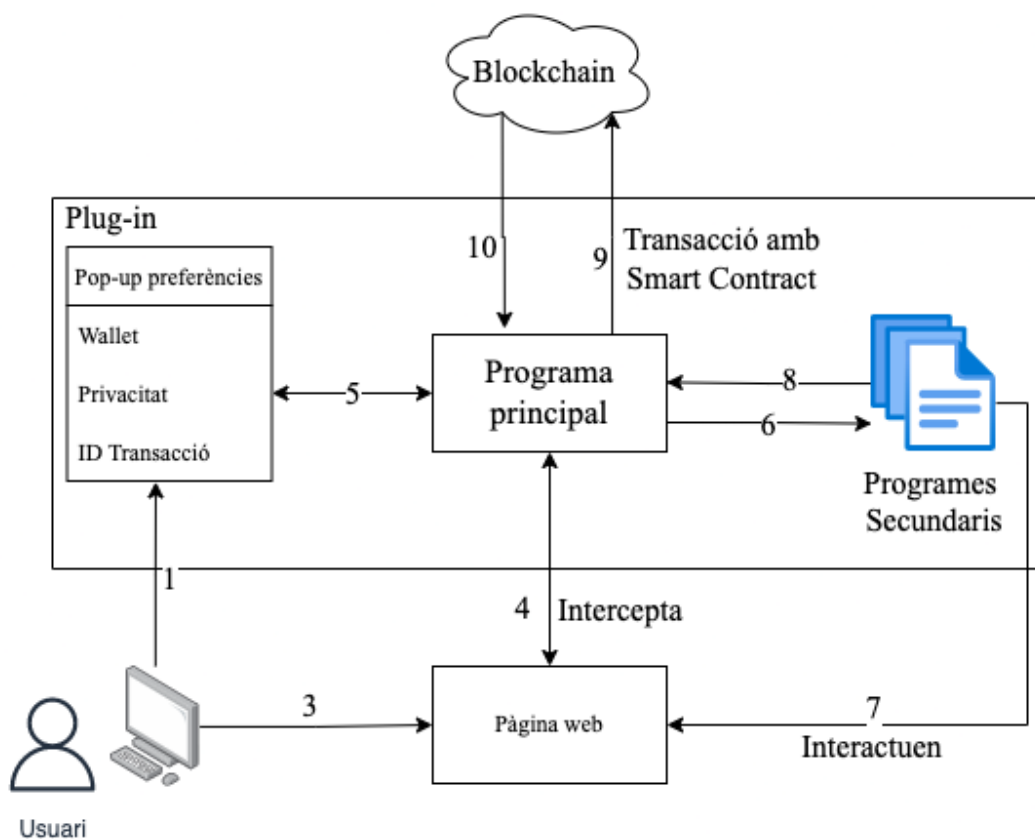 Blockchain
Plug-in
Pop-up preferències
Wallet
Privacitat
ID Transacció
10
9
Transacció amb
Smart Contract
Programa
principal
5
8
6
Programes
Secundaris
1
4
Intercepta
3
Pàgina web
7
Interactuen
Usuari